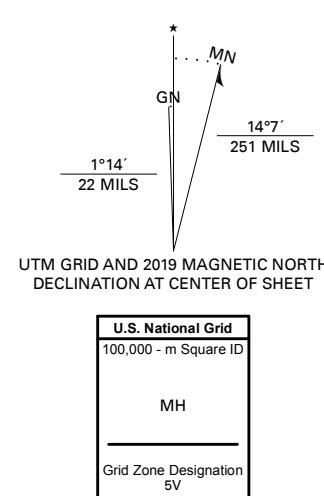 ★
MN
GN
14°7´
251 MILS
1°14´
22 MILS
UTM GRID AND 2019 MAGNETIC NORTH
DECLINATION AT CENTER OF SHEET
U.S. National Grid
100,000 - m Square ID
MH
Grid Zone Designation
5V